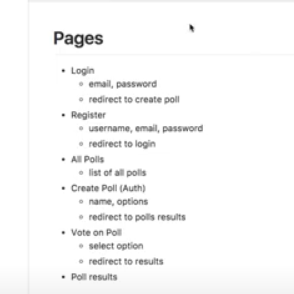 Pages
Login
email, password
redirect to create poll
Register
username, email, password
redirect to login
All Polls
list of all polls
Create Poll (Auth)
name, options
redirect to polls results
Vote on Poll
select option
redirect to results
Poll results